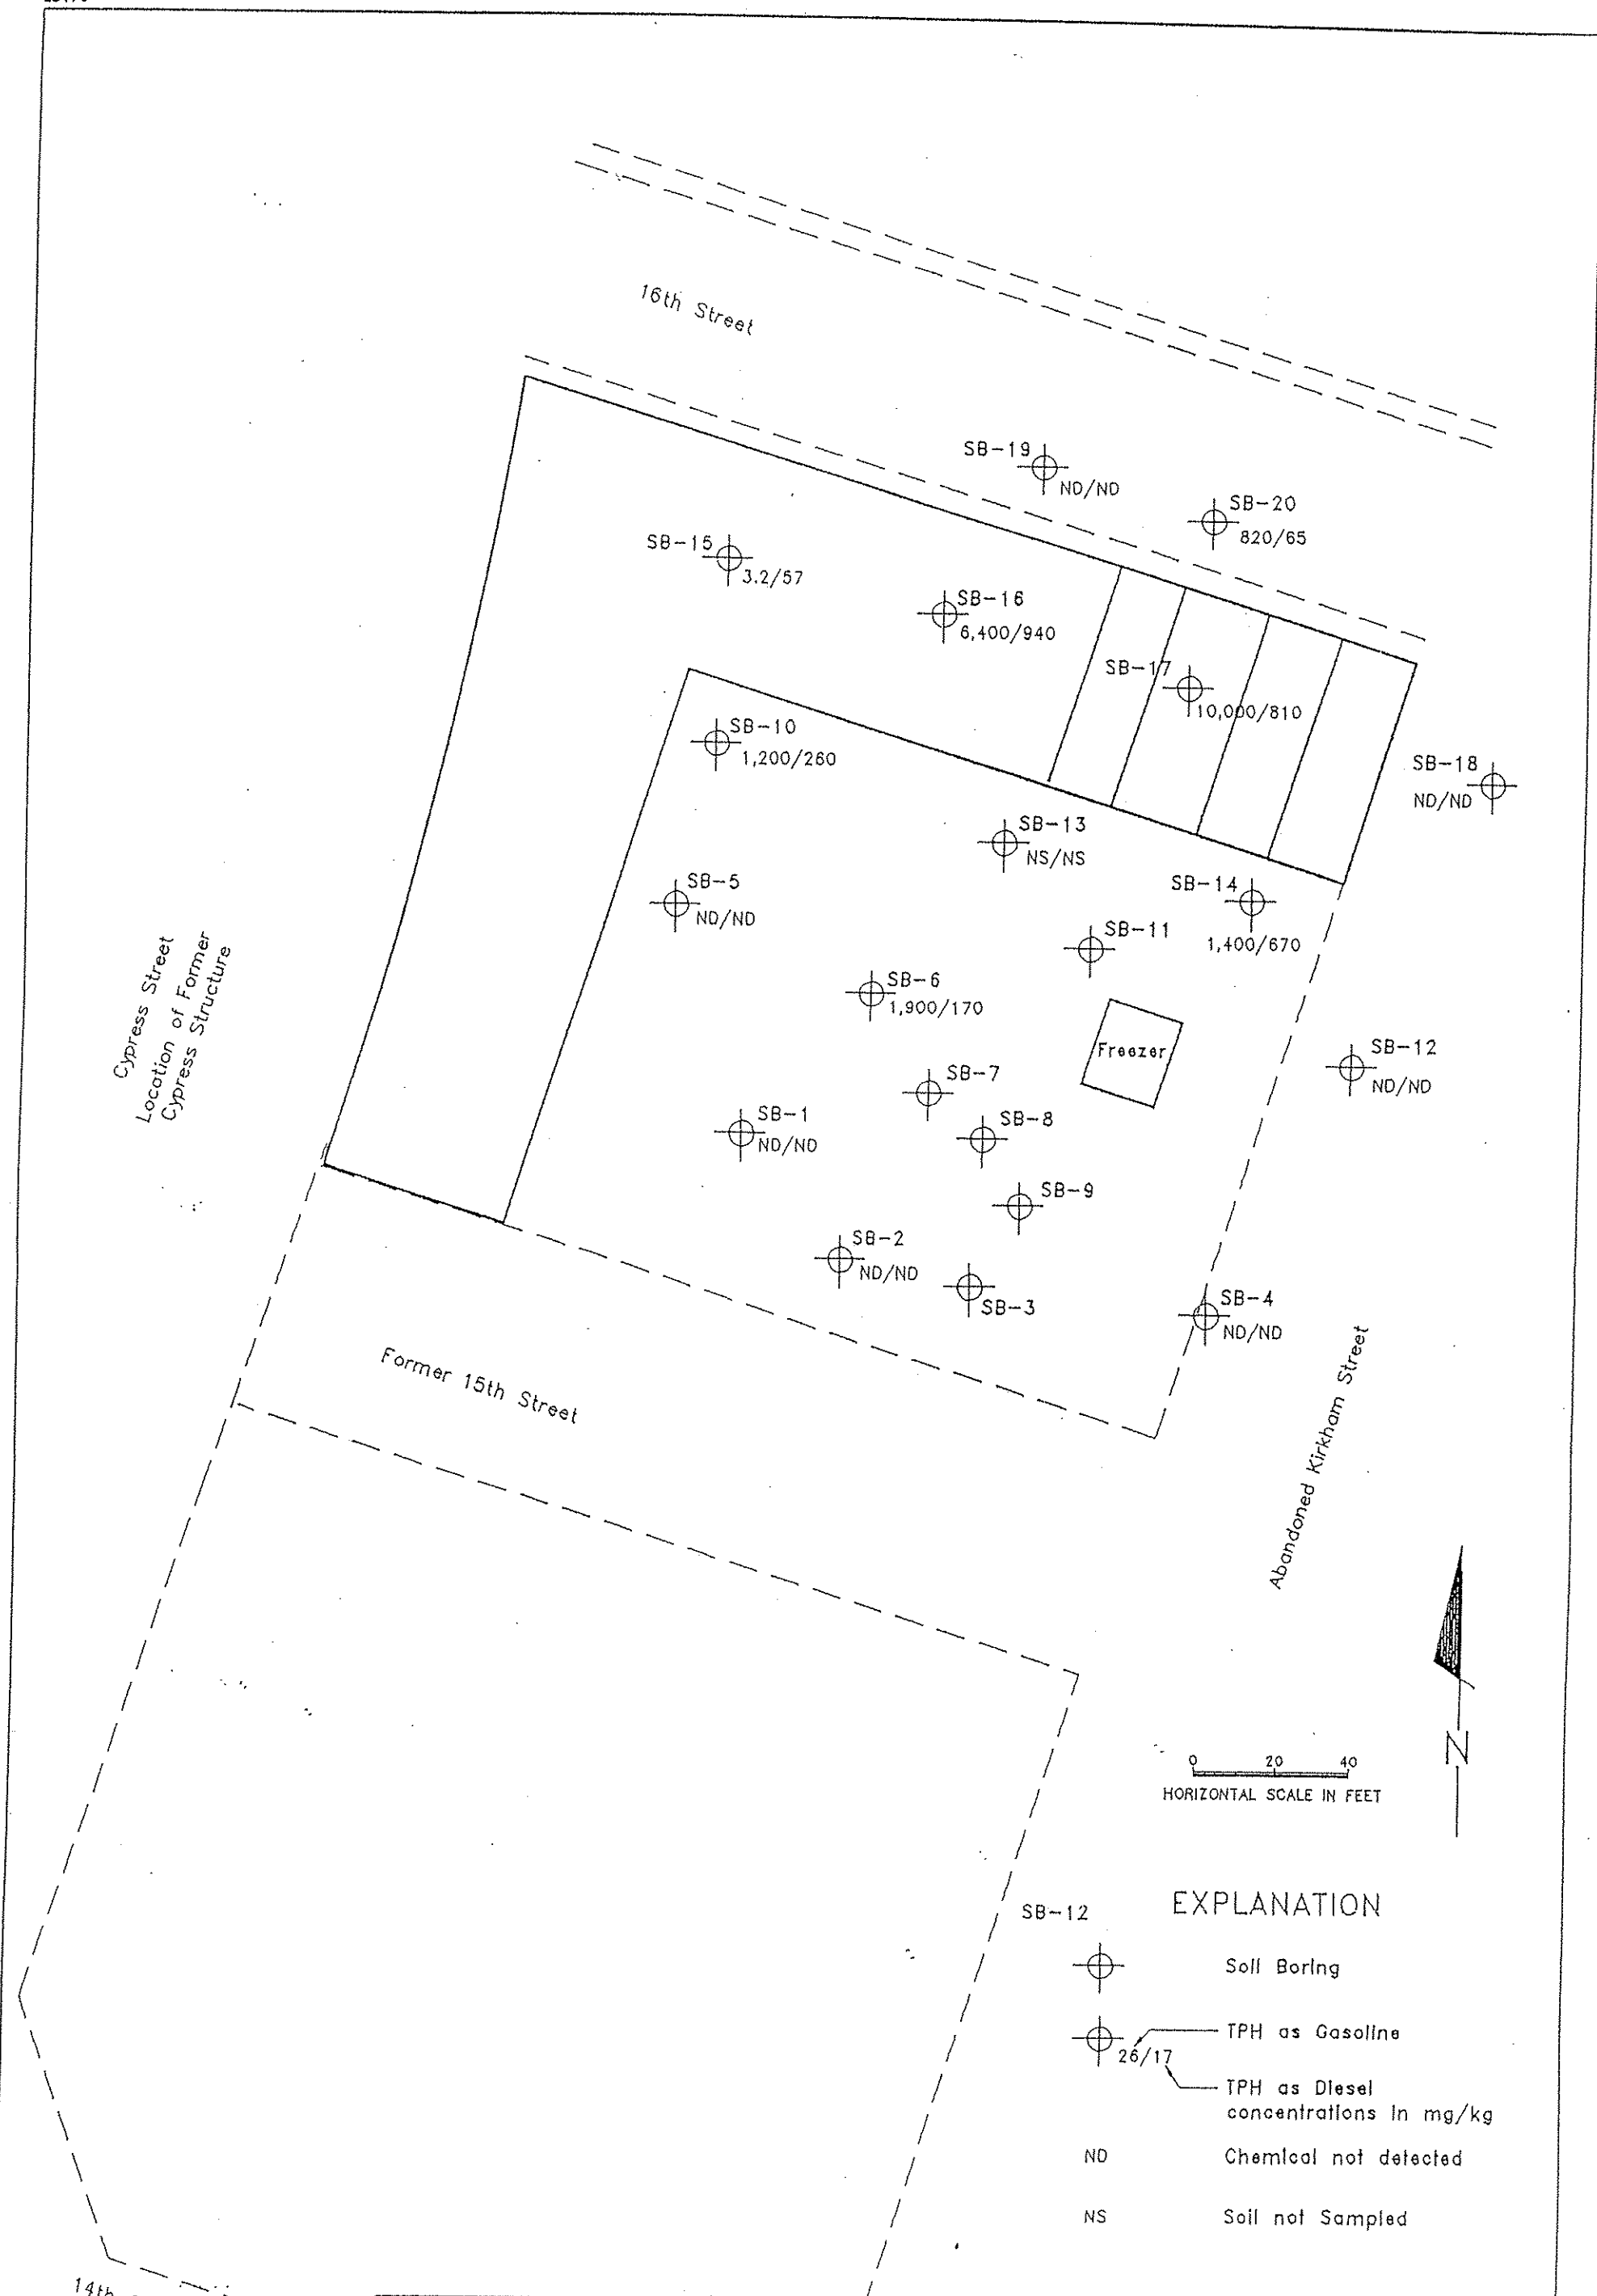 16th Street
SB-19
ND/ND
SB-20
820/65
SB-15
3.2/57
SB-16
6,400/940
SB-17
10,000/810
SB-10
1,200/260
SB-18
ND/ND
SB-13
NS/NS
SB-14
1,400/670
SB-5
ND/ND
SB-11
SB-6
1,900/170
Freezer
Cypress Street
Location of Former
Cypress Structure
SB-12
ND/ND
SB-7
SB-1
ND/ND
SB-8
SB-9
SB-2
ND/ND
SB-3
SB-4
ND/ND
Former 15th Street
Abandoned Kirkham Street
N
0 20 40
HORIZONTAL SCALE IN FEET
EXPLANATION
SB-12
Soil Boring
TPH as Gasoline
26/17
TPH as Diesel
concentrations in mg/kg
ND Chemical not detected
NS Soil not Sampled
14th